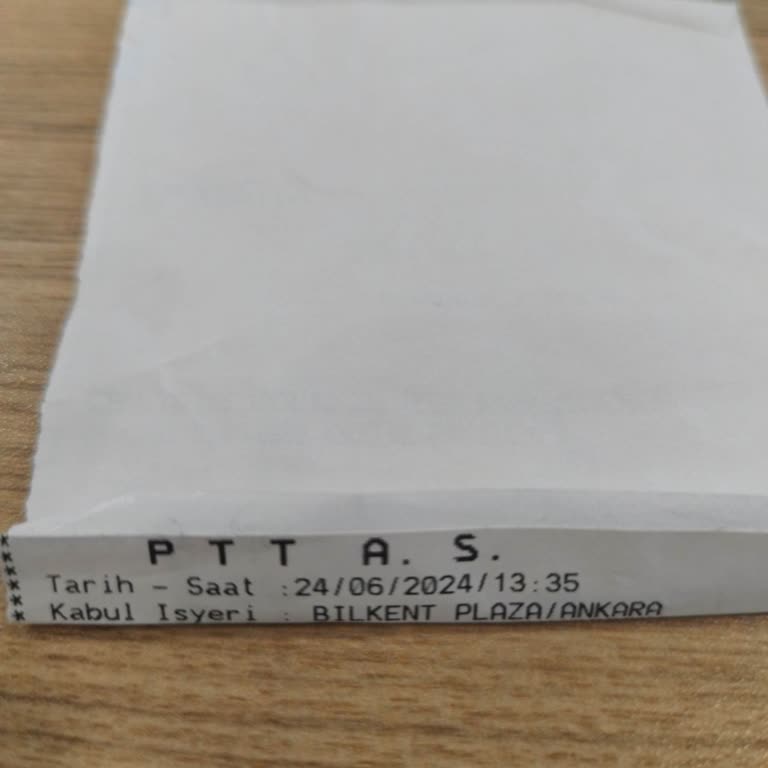 P T T A. S.
Tarih - Saat :24/06/2024/13:35
Kabul Isyeri : BILKENT PLAZA/ANKARA